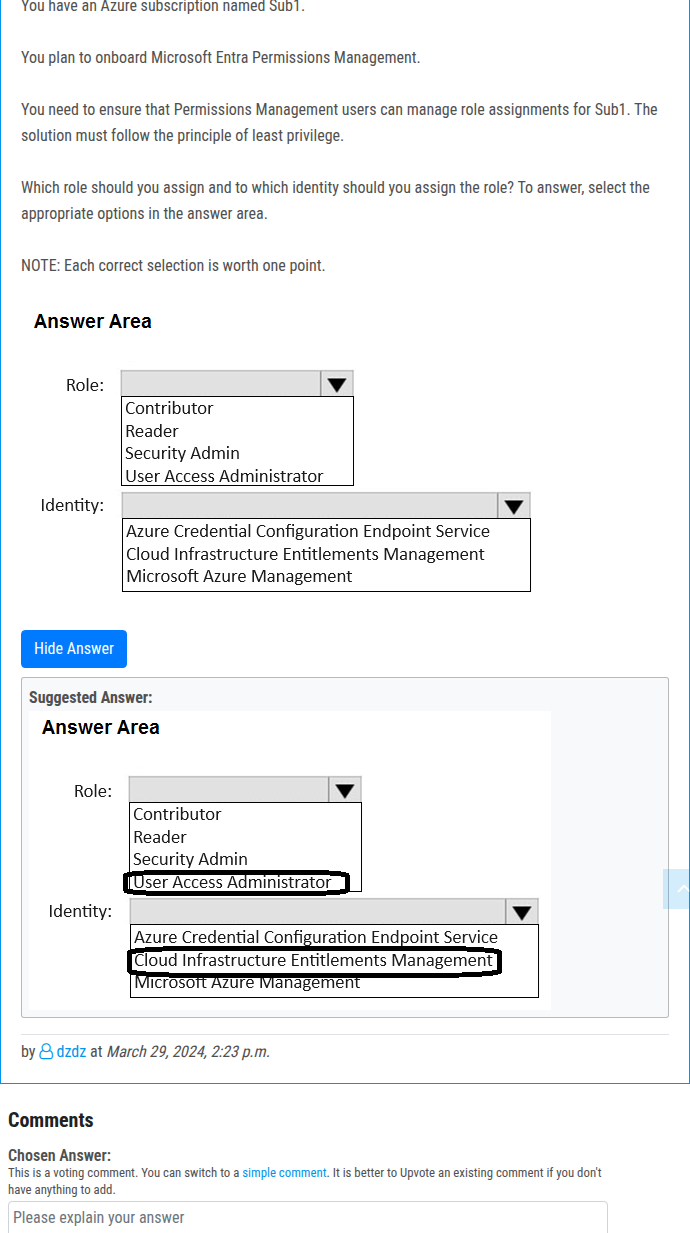 You have an Azure subscription named Sub1.
You plan to onboard Microsoft Entra Permissions Management.
You need to ensure that Permissions Management users can manage role assignments for Sub1. The
solution must follow the principle of least privilege.
Which role should you assign and to which identity should you assign the role? To answer, select the
appropriate options in the answer area.
NOTE: Each correct selection is worth one point.
Answer Area
Role:
Contributor
Reader
Security Admin
User Access Administrator
Identity:
Azure Credential Configuration Endpoint Service
Cloud Infrastructure Entitlements Management
Microsoft Azure Management
Hide Answer
Suggested Answer:
Answer Area
Role:
Contributor
Reader
Security Admin
User Access Administrator
Identity:
Azure Credential Configuration Endpoint Service
Cloud Infrastructure Entitlements Management
Microsoft Azure Management
by dzdz at March 29, 2024, 2:23 p.m.
Comments
Chosen Answer:
This is a voting comment. You can switch to a simple comment. It is better to Upvote an existing comment if you don't
have anything to add.
Please explain your answer